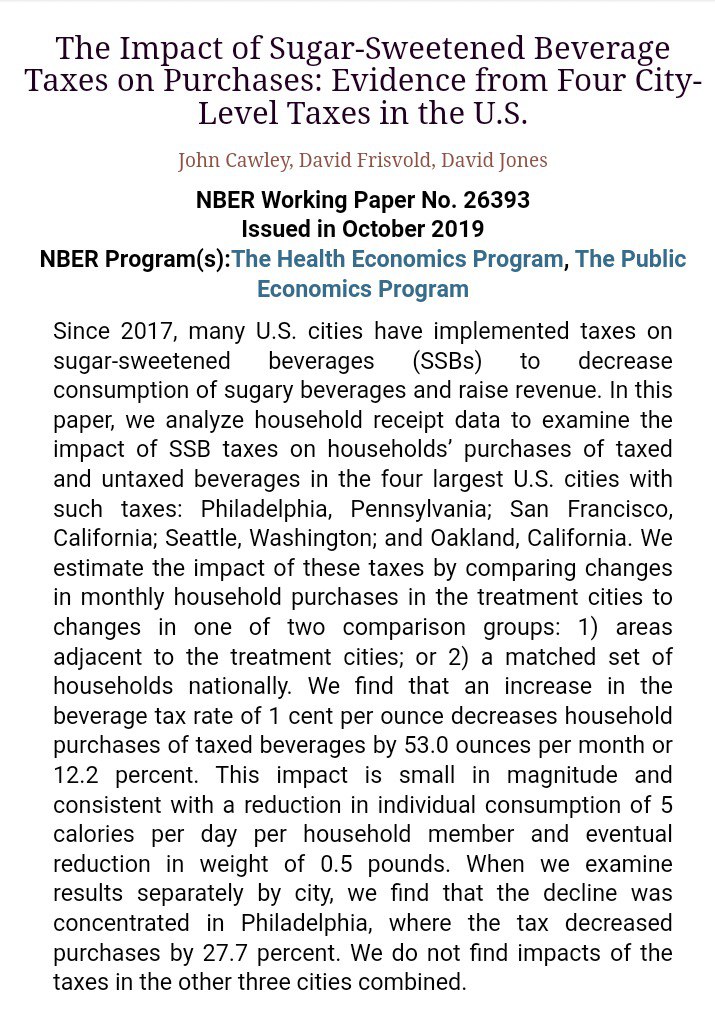 The Impact of Sugar-Sweetened Beverage
Taxes on Purchases: Evidence from Four City-
Level Taxes in the U.S.
John Cawley, David Frisvold, David Jones
NBER Working Paper No. 26393
Issued in October 2019
NBER Program(s):The Health Economics Program, The Public
Economics Program
Since 2017, many U.S. cities have implemented taxes on
sugar-sweetened beverages (SSBs) to decrease
consumption of sugary beverages and raise revenue. In this
paper, we analyze household receipt data to examine the
impact of SSB taxes on households’ purchases of taxed
and untaxed beverages in the four largest U.S. cities with
such taxes: Philadelphia, Pennsylvania; San Francisco,
California; Seattle, Washington; and Oakland, California. We
estimate the impact of these taxes by comparing changes
in monthly household purchases in the treatment cities to
changes in one of two comparison groups: 1) areas
adjacent to the treatment cities; or 2) a matched set of
households nationally. We find that an increase in the
beverage tax rate of 1 cent per ounce decreases household
purchases of taxed beverages by 53.0 ounces per month or
12.2 percent. This impact is small in magnitude and
consistent with a reduction in individual consumption of 5
calories per day per household member and eventual
reduction in weight of 0.5 pounds. When we examine
results separately by city, we find that the decline was
concentrated in Philadelphia, where the tax decreased
purchases by 27.7 percent. We do not find impacts of the
taxes in the other three cities combined.